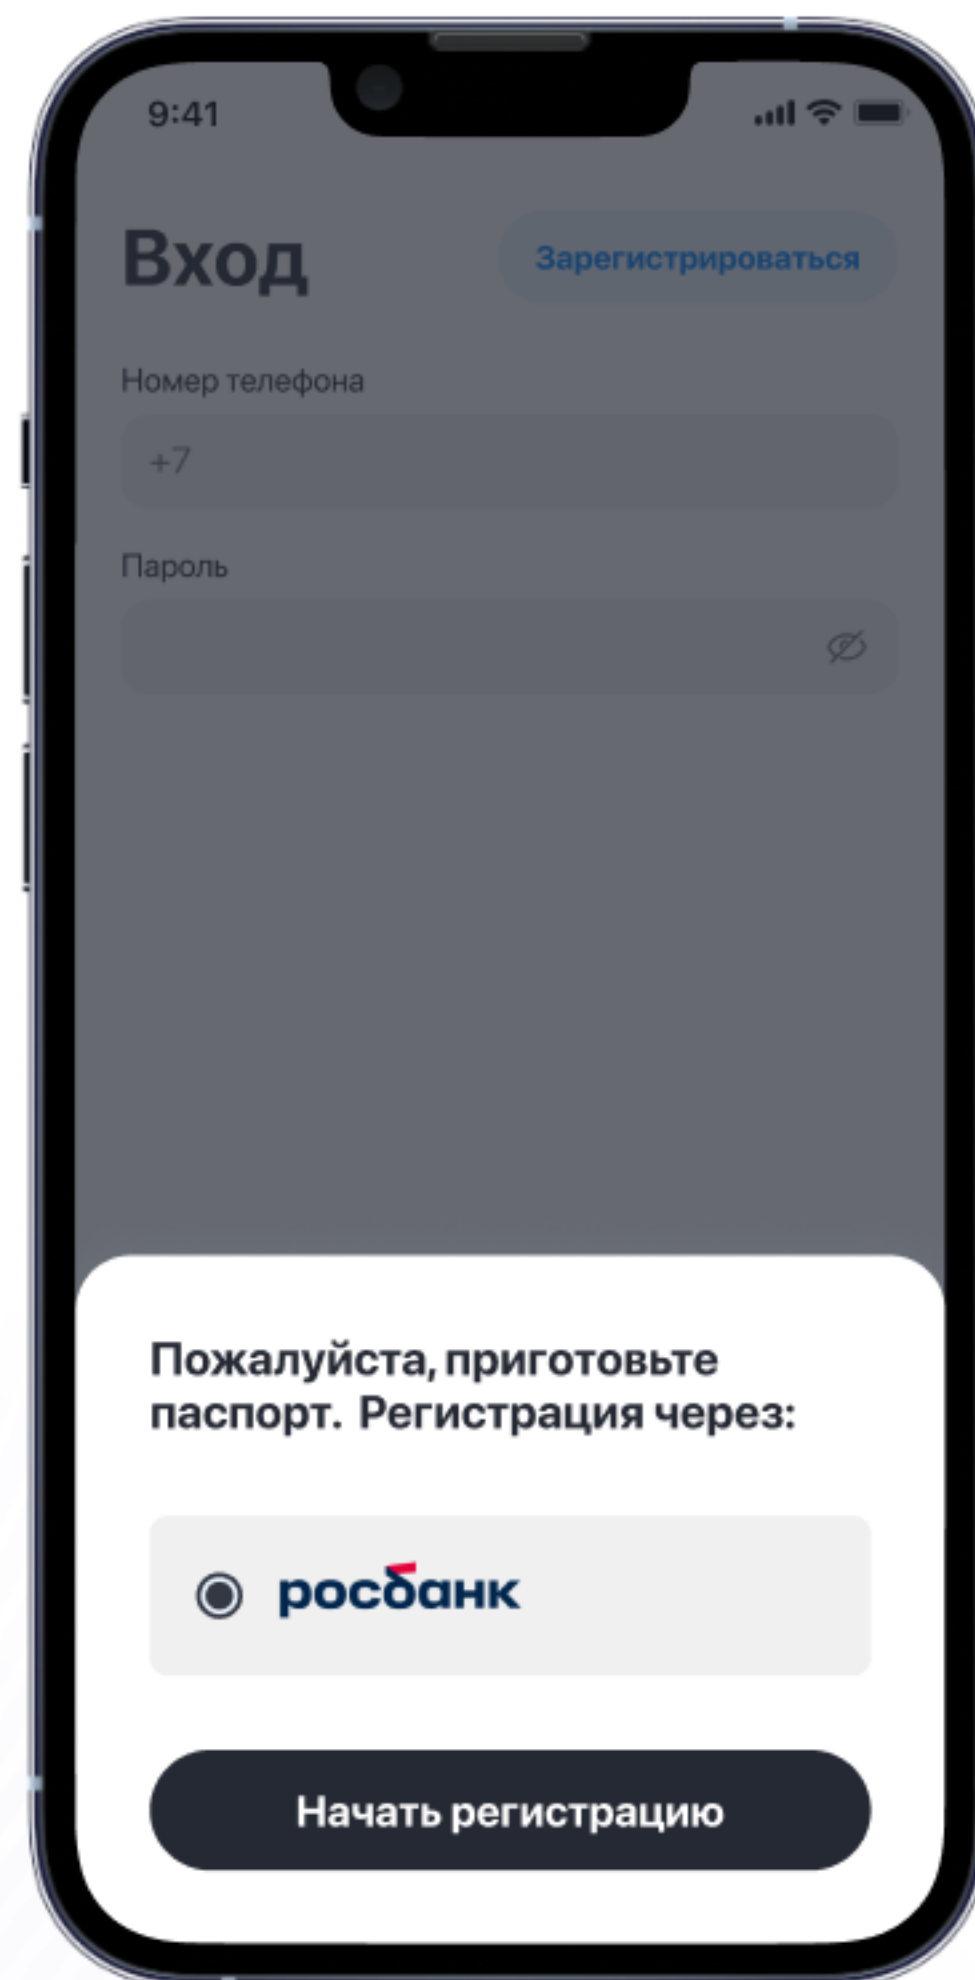 9:41
Вход
Зарегистрироваться
Номер телефона
+7
Пароль
Пожалуйста, приготовьте
паспорт. Регистрация через:
росбанк
Начать регистрацию